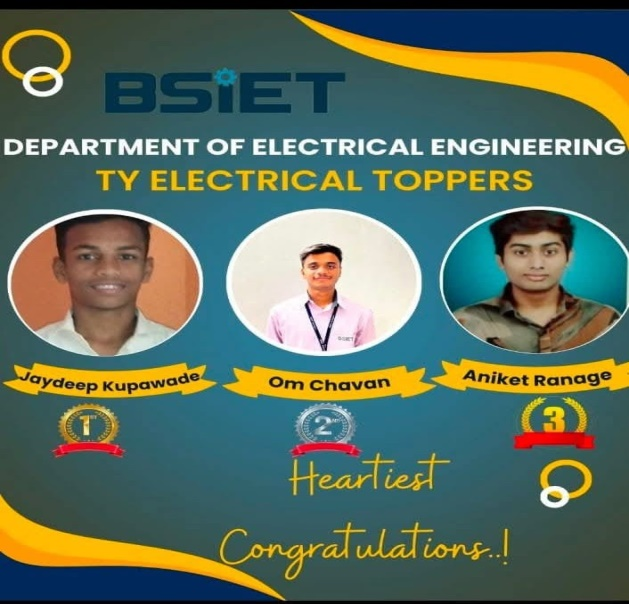 BSIET
DEPARTMENT OF ELECTRICAL ENGINEERING
TY ELECTRICAL TOPPERS
BSIET
Jaydeep Kupawade
Om Chavan
Aniket Ranage
1
2
3
Heartiest
Congratulations..!